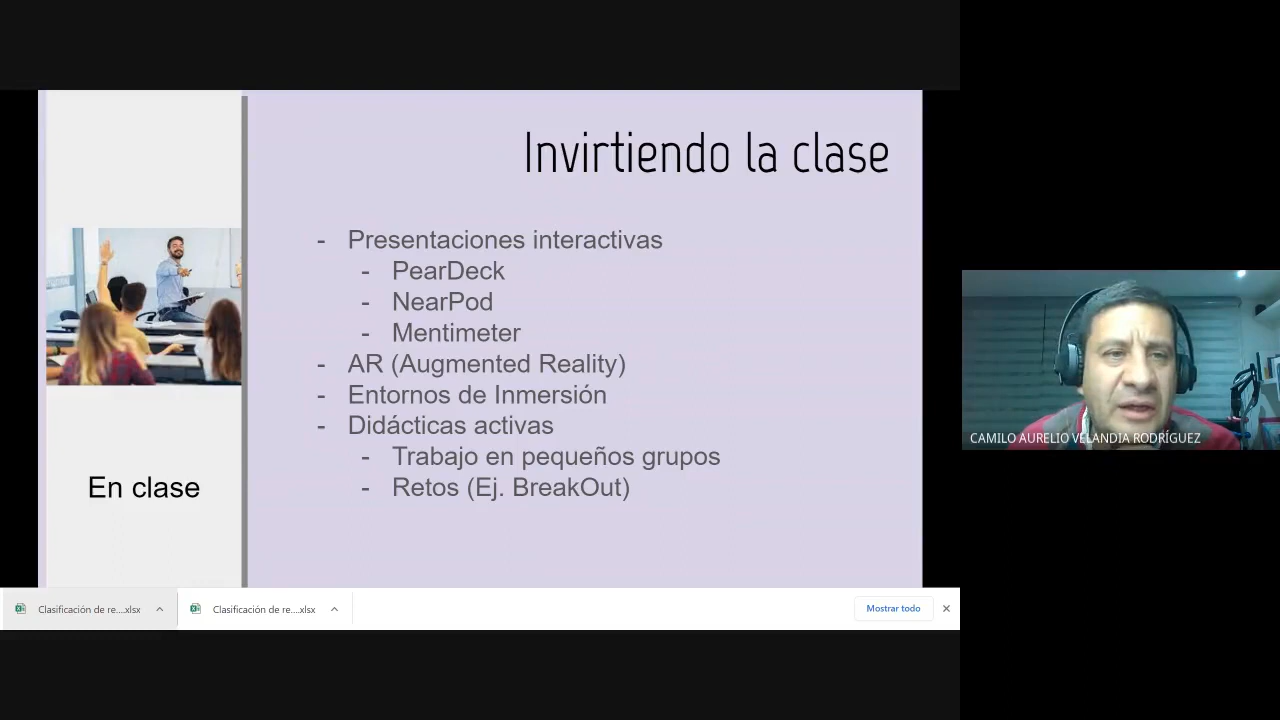 Invirtiendo la clase
- Presentaciones interactivas
- PearDeck
- NearPod
- Mentimeter
- AR (Augmented Reality)
- Entornos de Inmersión
- Didácticas activas
- Trabajo en pequeños grupos
- Retos (Ej. BreakOut)
En clase
CAMILO AURELIO VELANDIA RODRÍGUEZ
Clasificación de re....xlsx
Clasificación de re....xlsx
Mostrar todo